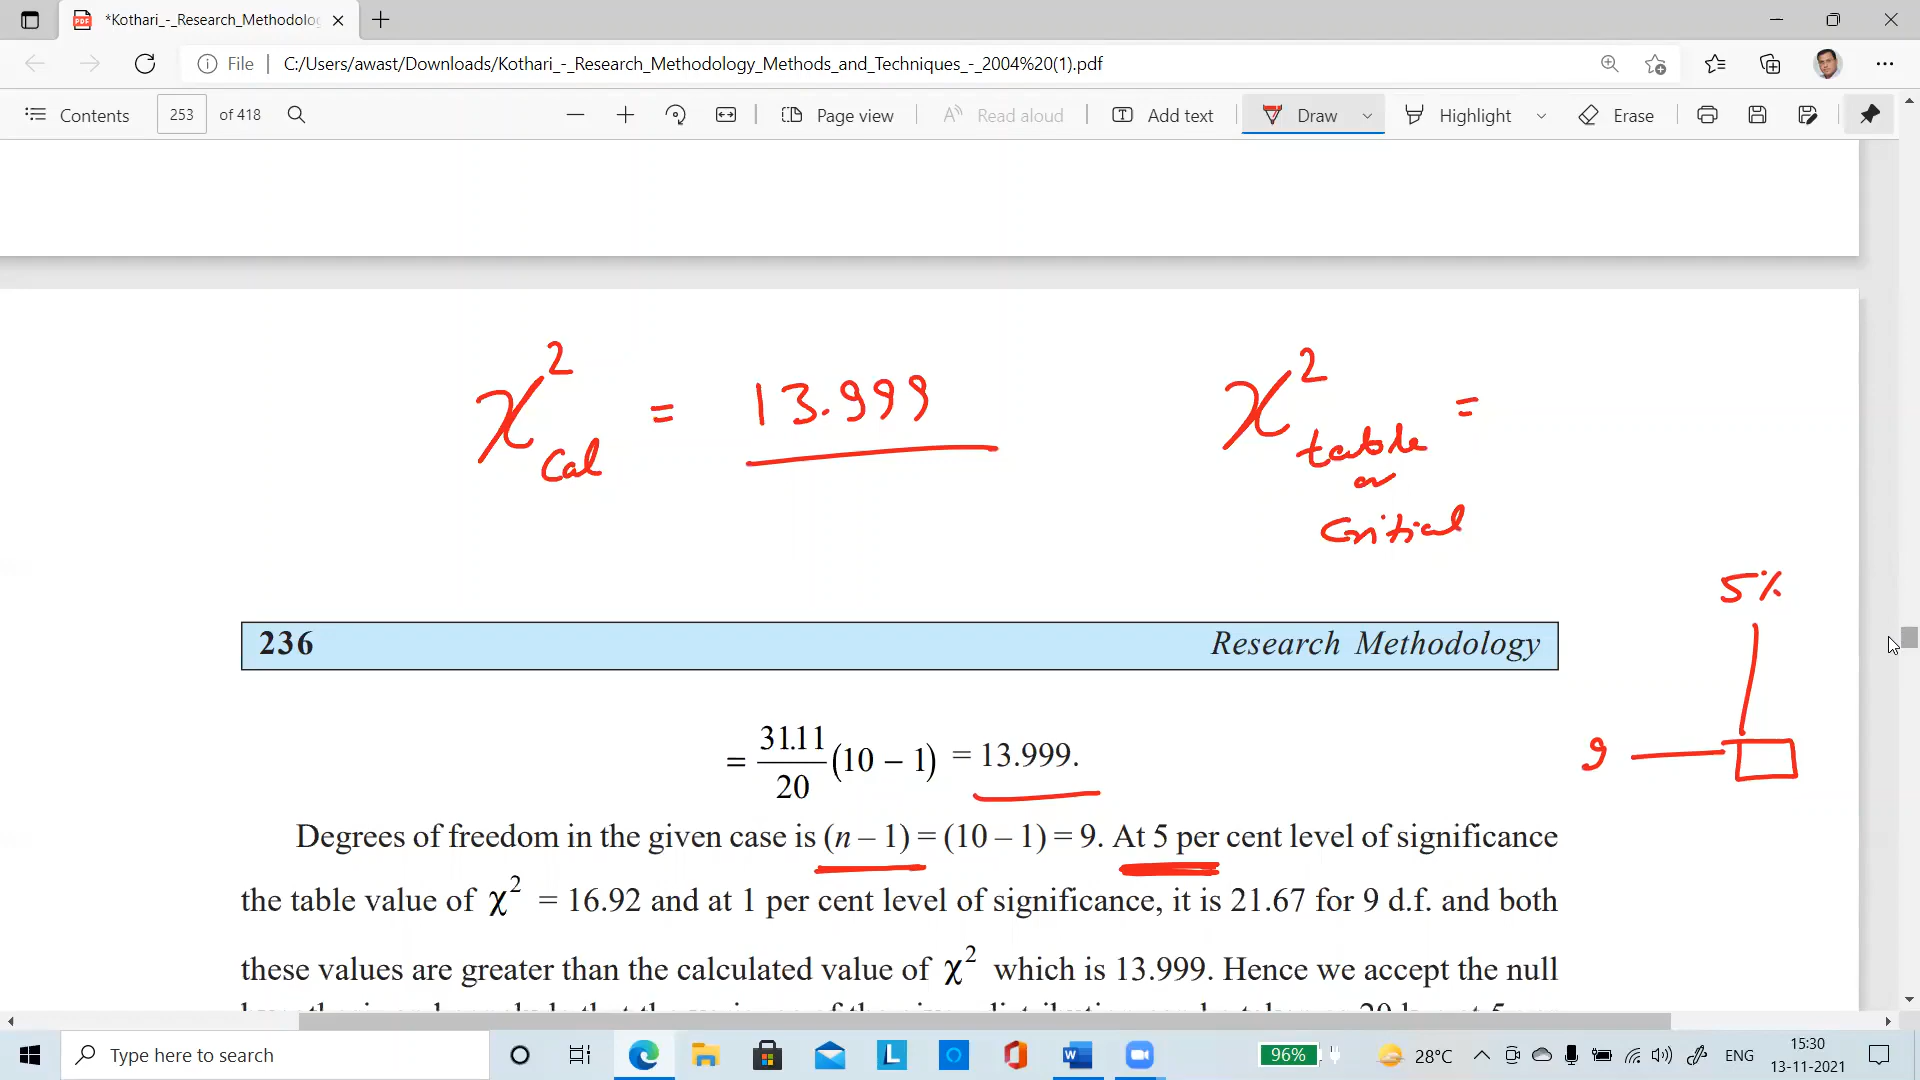 *Kothari_-_Research_Methodolo
File C:/Users/awast/Downloads/Kothari_-_Research_Methodology_Methods_and_Techniques_-_2004%20(1).pdf
Contents 253 of 418 Page view Read aloud Add text Draw Highlight Erase
χ² cal = 13.999 χ² table =
or
critical
5%
236 Research Methodology
= 31.11/20 (10 – 1) = 13.999.
9
Degrees of freedom in the given case is (n – 1) = (10 – 1) = 9. At 5 per cent level of significance
the table value of χ² = 16.92 and at 1 per cent level of significance, it is 21.67 for 9 d.f. and both
these values are greater than the calculated value of χ² which is 13.999. Hence we accept the null
Type here to search 96% 28°C ENG 15:30
13-11-2021